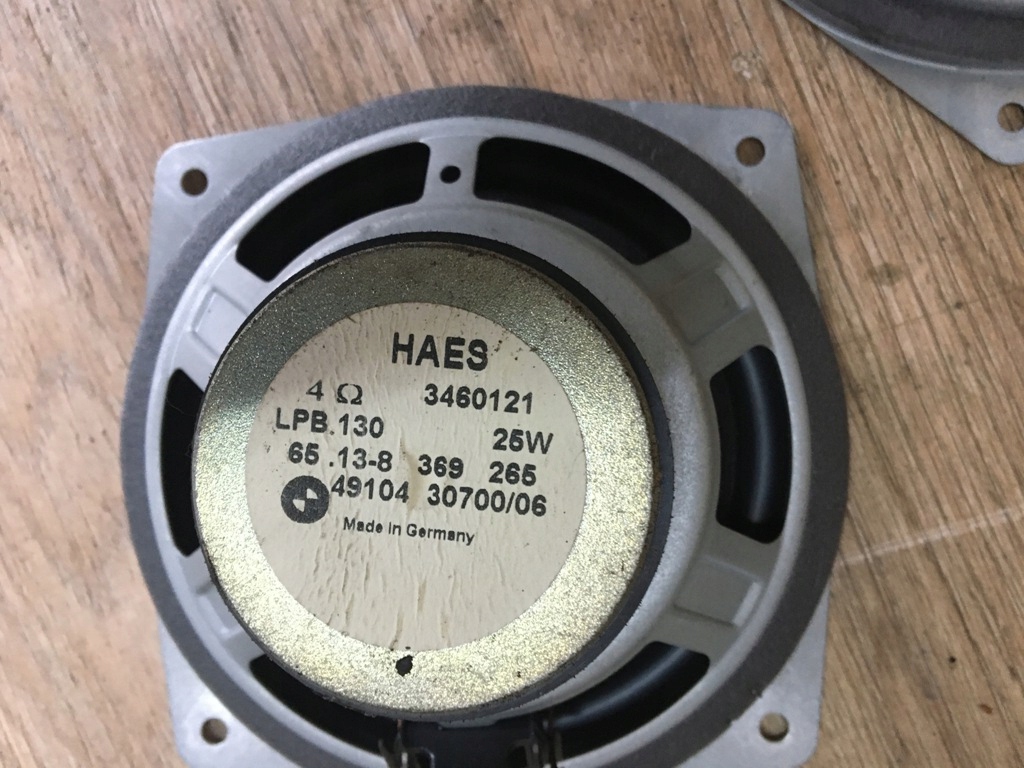 HAES
4 Ω 3460121
LPB.130 25W
65 .13-8 369 265
49104 30700/06
Made in Germany